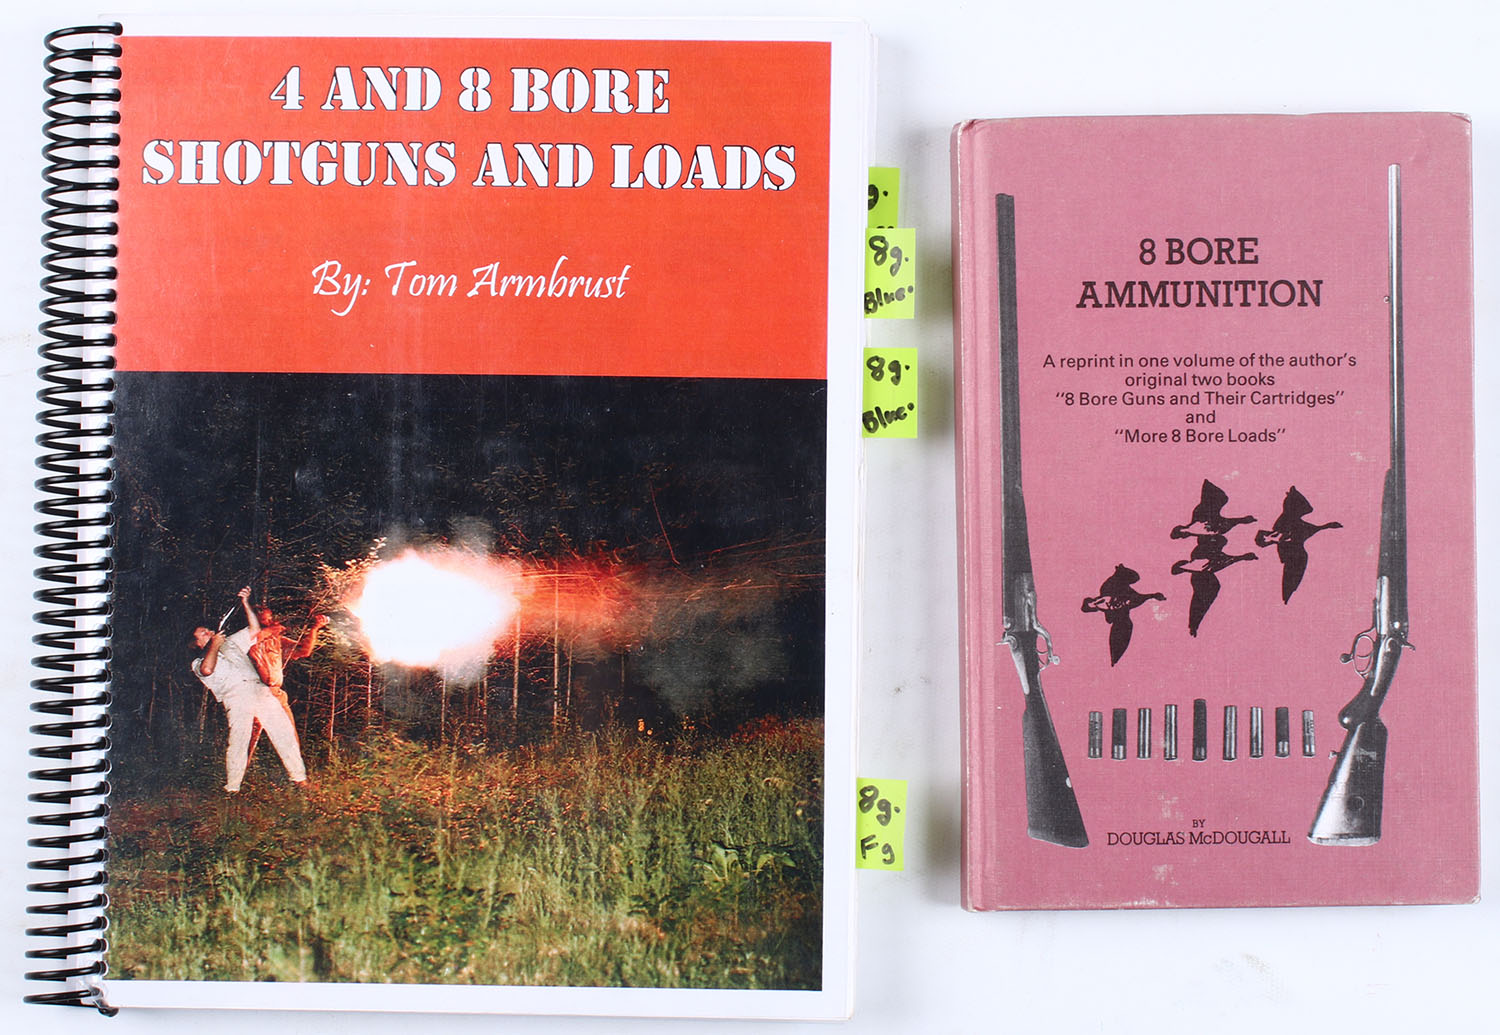 4 AND 8 BORE
SHOTGUNS AND LOADS
By: Tom Armbrust
g.
8g.
Blue.
8g.
Blue.
8g.
Fg
8 BORE
AMMUNITION
A reprint in one volume of the author's
original two books
"8 Bore Guns and Their Cartridges"
and
"More 8 Bore Loads"
BY
DOUGLAS McDOUGALL